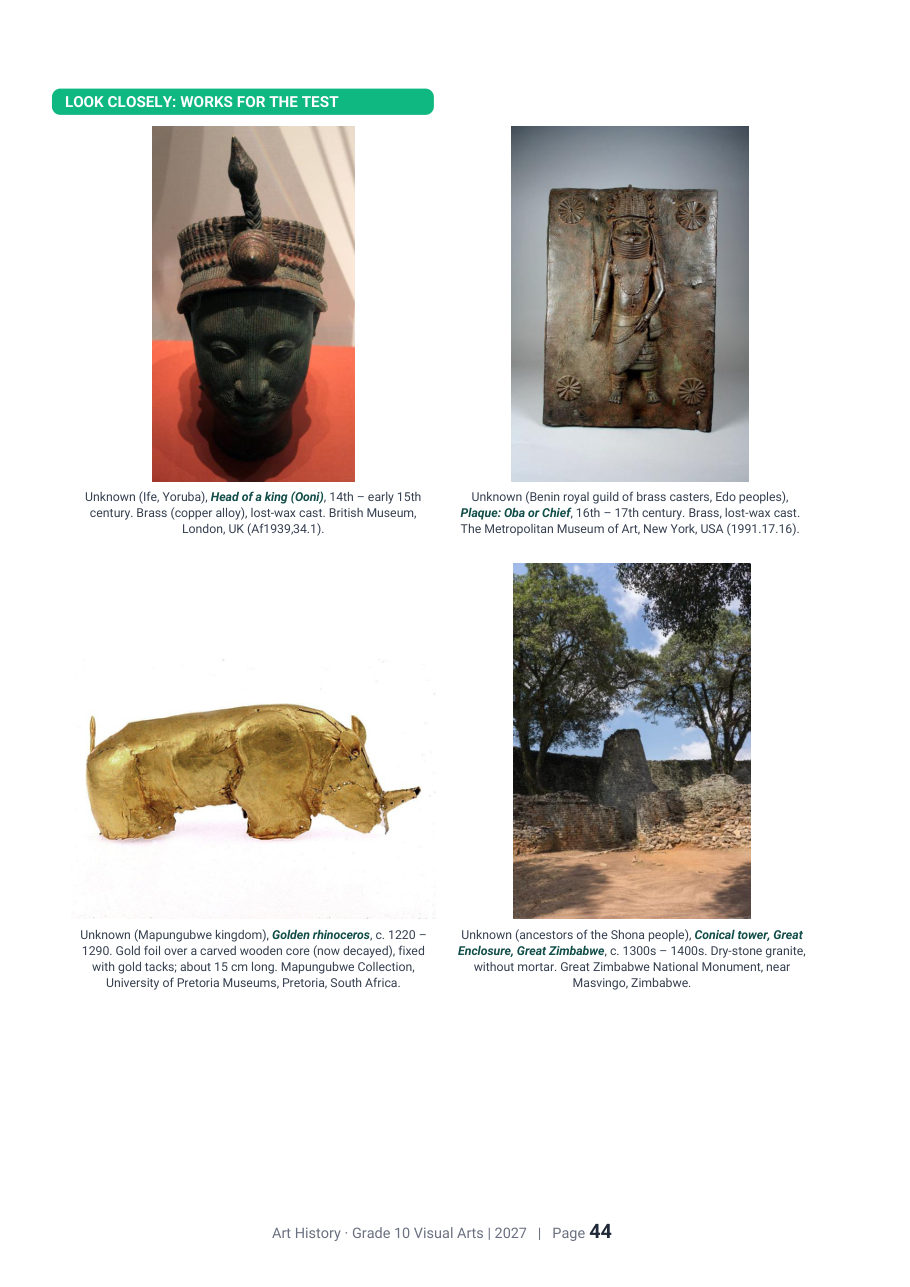 LOOK CLOSELY: WORKS FOR THE TEST
Unknown (Ife, Yoruba), Head of a king (Ooni), 14th – early 15th
century. Brass (copper alloy), lost-wax cast. British Museum,
London, UK (Af1939,34.1).
Unknown (Benin royal guild of brass casters, Edo peoples),
Plaque: Oba or Chief, 16th – 17th century. Brass, lost-wax cast.
The Metropolitan Museum of Art, New York, USA (1991.17.16).
Unknown (Mapungubwe kingdom), Golden rhinoceros, c. 1220 –
1290. Gold foil over a carved wooden core (now decayed), fixed
with gold tacks; about 15 cm long. Mapungubwe Collection,
University of Pretoria Museums, Pretoria, South Africa.
Unknown (ancestors of the Shona people), Conical tower, Great
Enclosure, Great Zimbabwe, c. 1300s – 1400s. Dry-stone granite,
without mortar. Great Zimbabwe National Monument, near
Masvingo, Zimbabwe.
Art History · Grade 10 Visual Arts | 2027 | Page 44